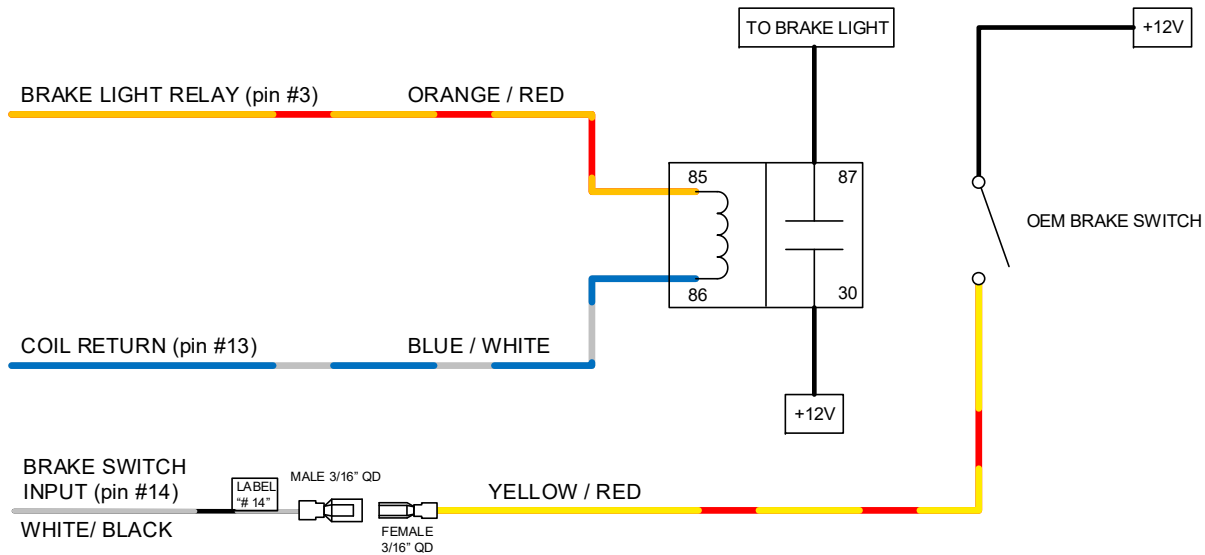 TO BRAKE LIGHT
+12V
BRAKE LIGHT RELAY (pin #3)
ORANGE / RED
85
87
OEM BRAKE SWITCH
86
30
COIL RETURN (pin #13)
BLUE / WHITE
+12V
BRAKE SWITCH
INPUT (pin #14)
LABEL
"# 14"
MALE 3/16" QD
YELLOW / RED
WHITE/ BLACK
FEMALE
3/16" QD